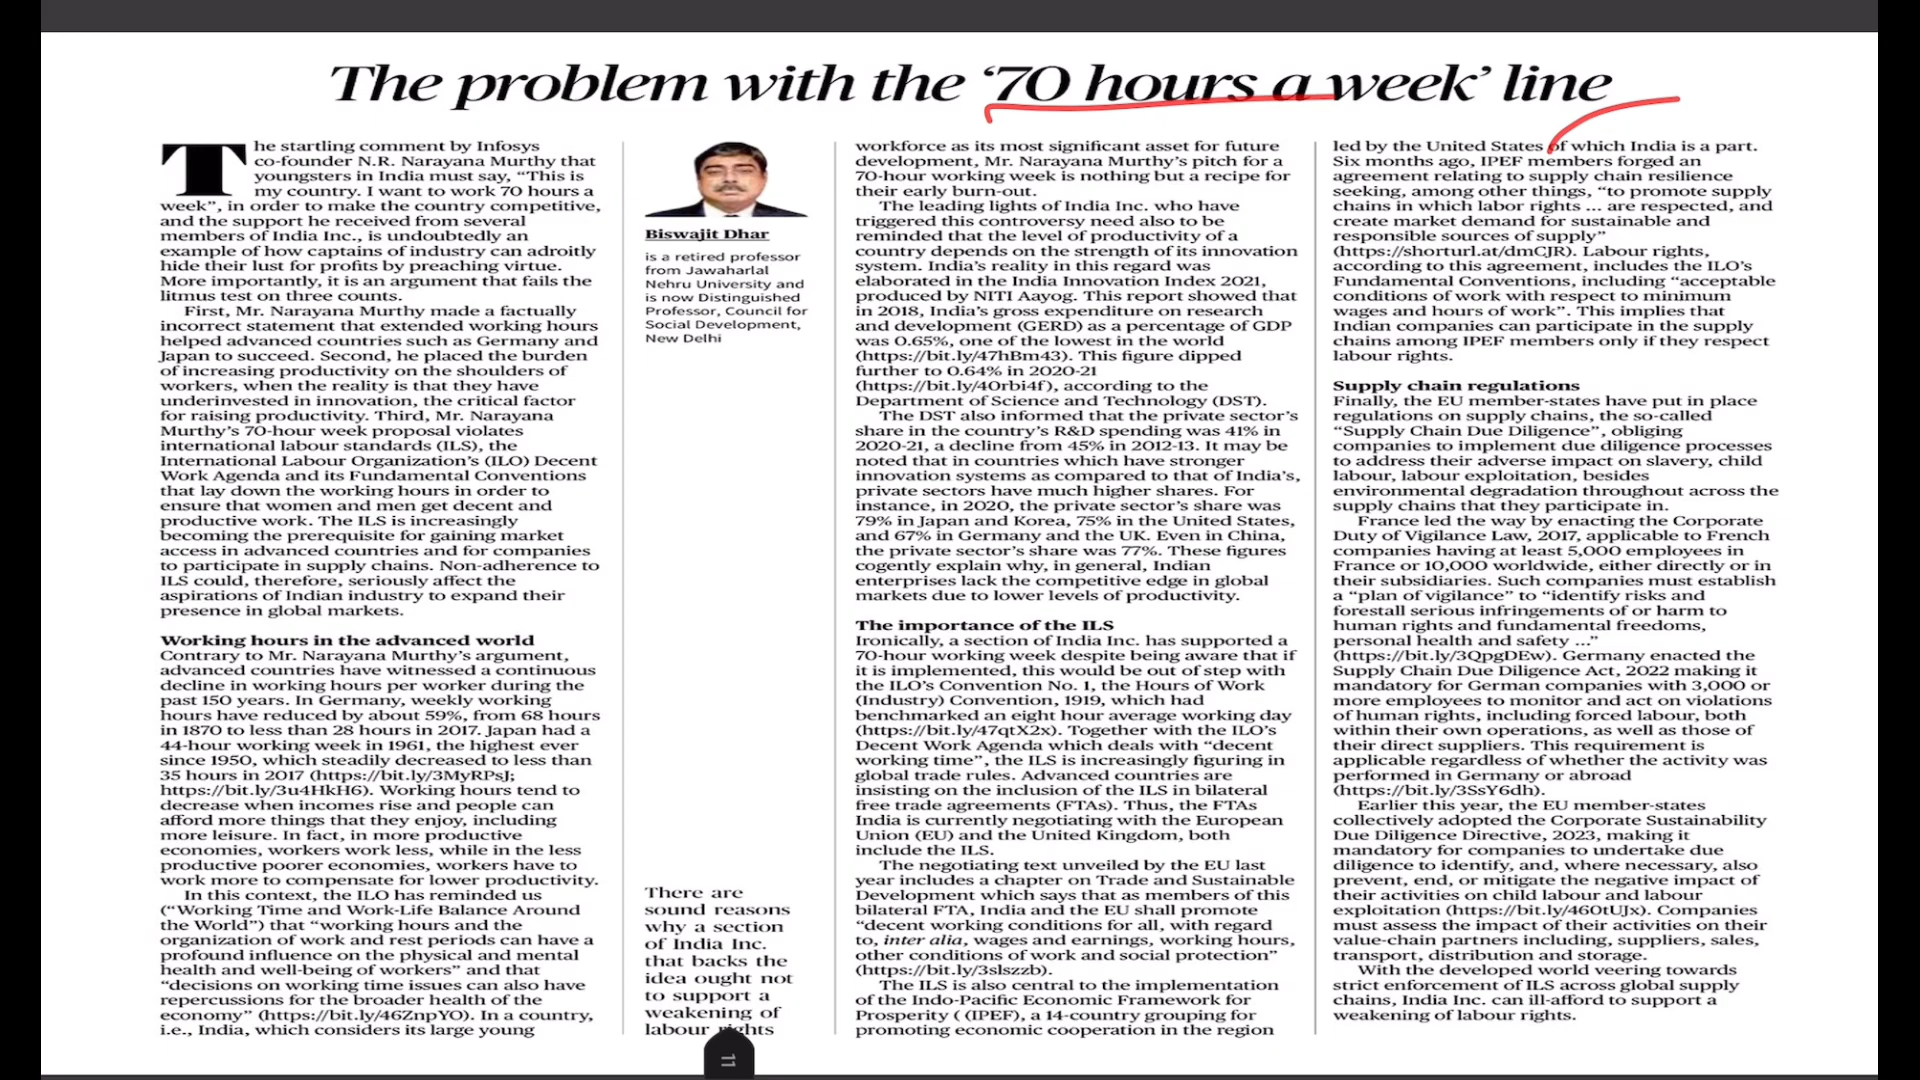 The problem with the ‘70 hours a week’ line
The startling comment by Infosys
co-founder N.R. Narayana Murthy that
youngsters in India must say, “This is
my country. I want to work 70 hours a
week”, in order to make the country competitive,
and the support he received from several
members of India Inc., is undoubtedly an
example of how captains of industry can adroitly
hide their lust for profits by preaching virtue.
More importantly, it is an argument that fails the
litmus test on three counts.
First, Mr. Narayana Murthy made a factually
incorrect statement that extended working hours
helped advanced countries such as Germany and
Japan to succeed. Second, he placed the burden
of increasing productivity on the shoulders of
workers, when the reality is that they have
underinvested in innovation, the critical factor
for raising productivity. Third, Mr. Narayana
Murthy’s 70-hour week proposal violates
international labour standards (ILS), the
International Labour Organization’s (ILO) Decent
Work Agenda and its Fundamental Conventions
that lay down the working hours in order to
ensure that women and men get decent and
productive work. The ILS is increasingly
becoming the prerequisite for gaining market
access in advanced countries and for companies
to participate in supply chains. Non-adherence to
ILS could, therefore, seriously affect the
aspirations of Indian industry to expand their
presence in global markets.
Working hours in the advanced world
Contrary to Mr. Narayana Murthy’s argument,
advanced countries have witnessed a continuous
decline in working hours per worker during the
past 150 years. In Germany, weekly working
hours have reduced by about 59%, from 68 hours
in 1870 to less than 28 hours in 2017. Japan had a
44-hour working week in 1961, the highest ever
since 1950, which steadily decreased to less than
35 hours in 2017 (https://bit.ly/3MyRPsJ;
https://bit.ly/3u4HkH6). Working hours tend to
decrease when incomes rise and people can
afford more things that they enjoy, including
more leisure. In fact, in more productive
economies, workers work less, while in the less
productive poorer economies, workers have to
work more to compensate for lower productivity.
In this context, the ILO has reminded us
(“Working Time and Work-Life Balance Around
the World”) that “working hours and the
organization of work and rest periods can have a
profound influence on the physical and mental
health and well-being of workers” and that
“decisions on working time issues can also have
repercussions for the broader health of the
economy” (https://bit.ly/46ZnpYO). In a country,
i.e., India, which considers its large young
Biswajit Dhar
is a retired professor
from Jawaharlal
Nehru University and
is now Distinguished
Professor, Council for
Social Development,
New Delhi
There are
sound reasons
why a section
of India Inc.
that backs the
idea ought not
to support a
weakening of
labour rights
workforce as its most significant asset for future
development, Mr. Narayana Murthy’s pitch for a
70-hour working week is nothing but a recipe for
their early burn-out.
The leading lights of India Inc. who have
triggered this controversy need also to be
reminded that the level of productivity of a
country depends on the strength of its innovation
system. India’s reality in this regard was
elaborated in the India Innovation Index 2021,
produced by NITI Aayog. This report showed that
in 2018, India’s gross expenditure on research
and development (GERD) as a percentage of GDP
was 0.65%, one of the lowest in the world
(https://bit.ly/47hBm43). This figure dipped
further to 0.64% in 2020-21
(https://bit.ly/4Orbi4f), according to the
Department of Science and Technology (DST).
The DST also informed that the private sector’s
share in the country’s R&D spending was 41% in
2020-21, a decline from 45% in 2012-13. It may be
noted that in countries which have stronger
innovation systems as compared to that of India’s,
private sectors have much higher shares. For
instance, in 2020, the private sector’s share was
79% in Japan and Korea, 75% in the United States,
and 67% in Germany and the UK. Even in China,
the private sector’s share was 77%. These figures
cogently explain why, in general, Indian
enterprises lack the competitive edge in global
markets due to lower levels of productivity.
The importance of the ILS
Ironically, a section of India Inc. has supported a
70-hour working week despite being aware that if
it is implemented, this would be out of step with
the ILO’s Convention No. 1, the Hours of Work
(Industry) Convention, 1919, which had
benchmarked an eight hour average working day
(https://bit.ly/47qtX2x). Together with the ILO’s
Decent Work Agenda which deals with “decent
working time”, the ILS is increasingly figuring in
global trade rules. Advanced countries are
insisting on the inclusion of the ILS in bilateral
free trade agreements (FTAs). Thus, the FTAs
India is currently negotiating with the European
Union (EU) and the United Kingdom, both
include the ILS.
The negotiating text unveiled by the EU last
year includes a chapter on Trade and Sustainable
Development which says that as members of this
bilateral FTA, India and the EU shall promote
“decent working conditions for all, with regard
to, inter alia, wages and earnings, working hours,
other conditions of work and social protection”
(https://bit.ly/3slszzb).
The ILS is also central to the implementation
of the Indo-Pacific Economic Framework for
Prosperity ( (IPEF), a 14-country grouping for
promoting economic cooperation in the region
led by the United States of which India is a part.
Six months ago, IPEF members forged an
agreement relating to supply chain resilience
seeking, among other things, “to promote supply
chains in which labor rights ... are respected, and
create market demand for sustainable and
responsible sources of supply”
(https://shorturl.at/dmCJR). Labour rights,
according to this agreement, includes the ILO’s
Fundamental Conventions, including “acceptable
conditions of work with respect to minimum
wages and hours of work”. This implies that
Indian companies can participate in the supply
chains among IPEF members only if they respect
labour rights.
Supply chain regulations
Finally, the EU member-states have put in place
regulations on supply chains, the so-called
“Supply Chain Due Diligence”, obliging
companies to implement due diligence processes
to address their adverse impact on slavery, child
labour, labour exploitation, besides
environmental degradation throughout across the
supply chains that they participate in.
France led the way by enacting the Corporate
Duty of Vigilance Law, 2017, applicable to French
companies having at least 5,000 employees in
France or 10,000 worldwide, either directly or in
their subsidiaries. Such companies must establish
a “plan of vigilance” to “identify risks and
forestall serious infringements of or harm to
human rights and fundamental freedoms,
personal health and safety ...”
(https://bit.ly/3QpgDEw). Germany enacted the
Supply Chain Due Diligence Act, 2022 making it
mandatory for German companies with 3,000 or
more employees to monitor and act on violations
of human rights, including forced labour, both
within their own operations, as well as those of
their direct suppliers. This requirement is
applicable regardless of whether the activity was
performed in Germany or abroad
(https://bit.ly/3SsY6dh).
Earlier this year, the EU member-states
collectively adopted the Corporate Sustainability
Due Diligence Directive, 2023, making it
mandatory for companies to undertake due
diligence to identify, and, where necessary, also
prevent, end, or mitigate the negative impact of
their activities on child labour and labour
exploitation (https://bit.ly/460tUJx). Companies
must assess the impact of their activities on their
value-chain partners including, suppliers, sales,
transport, distribution and storage.
With the developed world veering towards
strict enforcement of ILS across global supply
chains, India Inc. can ill-afford to support a
weakening of labour rights.
11